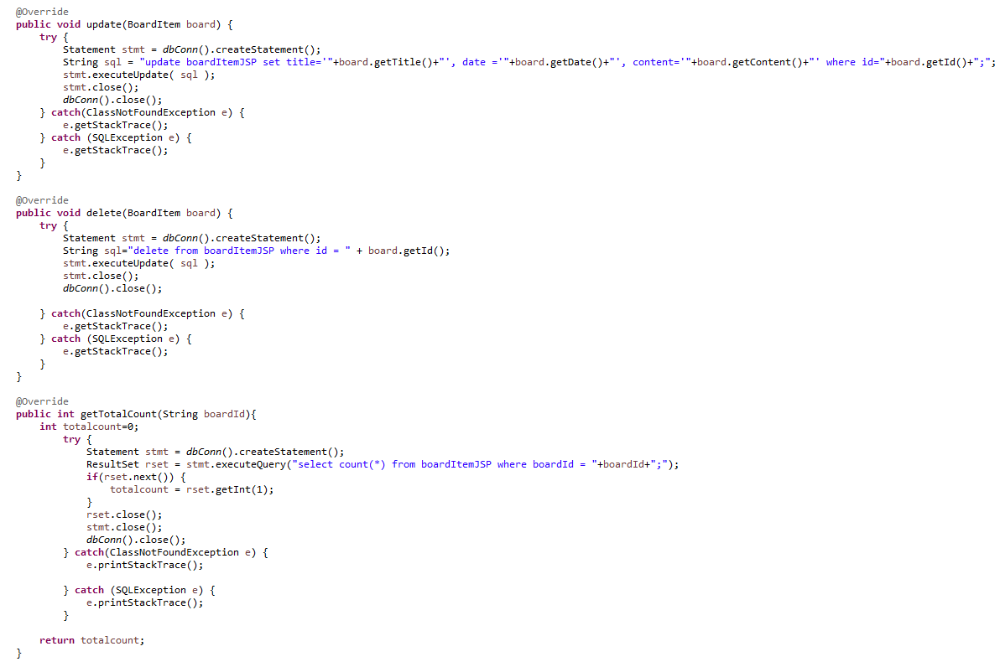 @Override
public void update(BoardItem board) {
    try {
        Statement stmt = dbConn().createStatement();
        String sql = "update boardItemJSP set title='"+board.getTitle()+"', date ='"+board.getDate()+"', content='"+board.getContent()+"' where id="+board.getId()+";";
        stmt.executeUpdate( sql );
        stmt.close();
        dbConn().close();
    } catch(ClassNotFoundException e) {
        e.getStackTrace();
    } catch (SQLException e) {
        e.getStackTrace();
    }
}
@Override
public void delete(BoardItem board) {
    try {
        Statement stmt = dbConn().createStatement();
        String sql="delete from boardItemJSP where id = " + board.getId();
        stmt.executeUpdate( sql );
        stmt.close();
        dbConn().close();
    } catch(ClassNotFoundException e) {
        e.getStackTrace();
    } catch (SQLException e) {
        e.getStackTrace();
    }
}
@Override
public int getTotalCount(String boardId){
    int totalcount=0;
        try {
            Statement stmt = dbConn().createStatement();
            ResultSet rset = stmt.executeQuery("select count(*) from boardItemJSP where boardId = "+boardId+";");
            if(rset.next()) {
                totalcount = rset.getInt(1);
            }
            rset.close();
            stmt.close();
            dbConn().close();
        } catch(ClassNotFoundException e) {
            e.printStackTrace();
        } catch (SQLException e) {
            e.printStackTrace();
        }
    return totalcount;
}